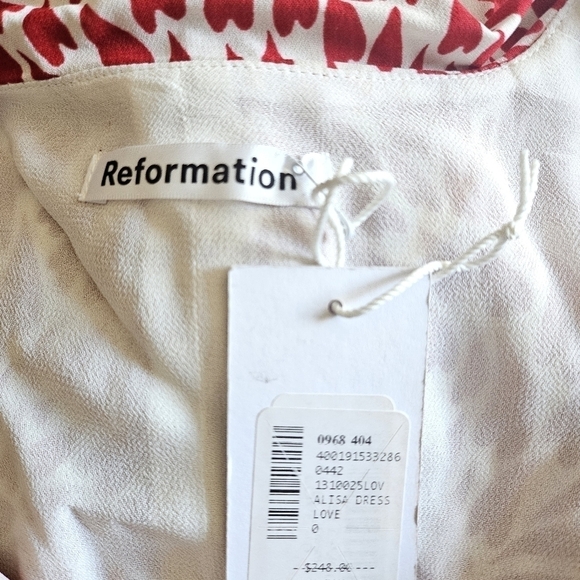 Reformation
0968 404
400191533286
0442
1310025LOV
ALISA DRESS
LOVE
0
- $248.00 ---